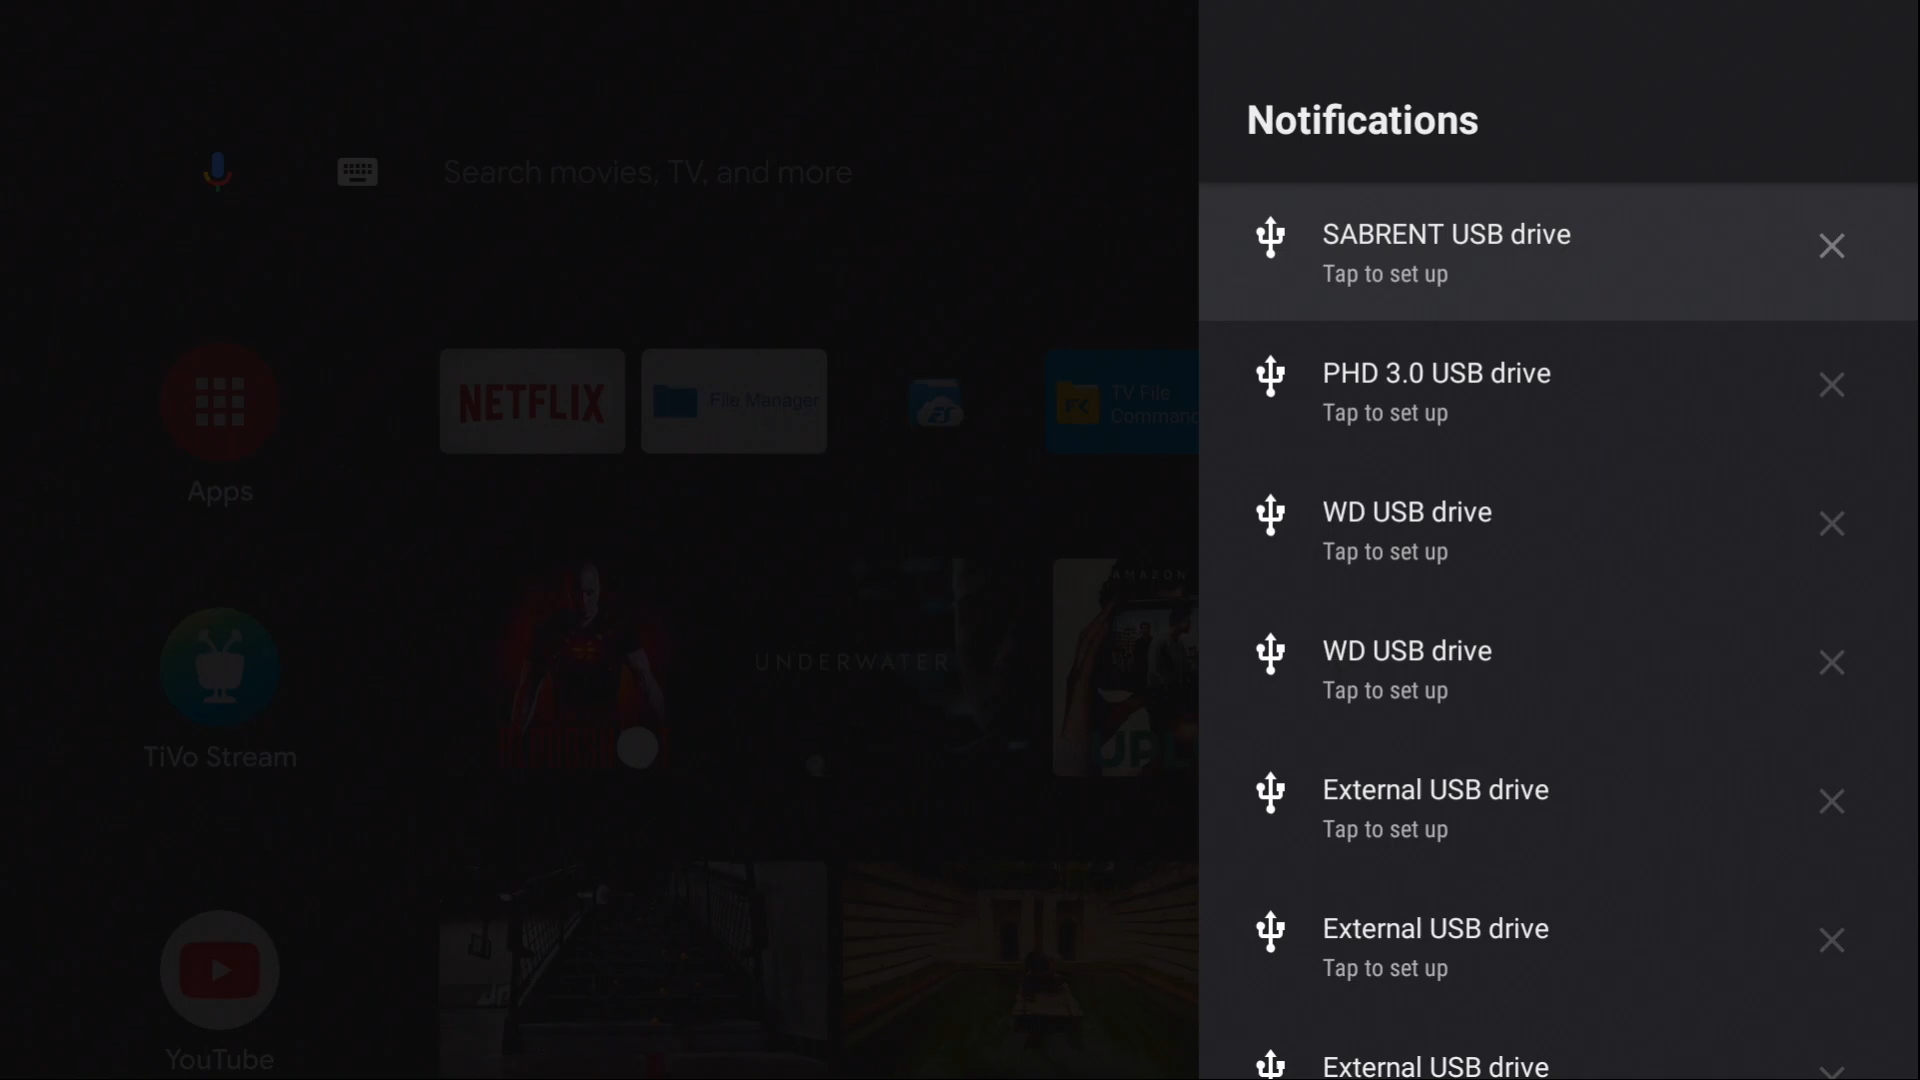 Notifications
Search movies, TV, and more
SABRENT USB drive
Tap to set up
PHD 3.0 USB drive
Tap to set up
NETFLIX
File Manager
TV File
Apps
WD USB drive
Tap to set up
AMAZON
UNDERWATER
WD USB drive
Tap to set up
TiVo Stream
External USB drive
Tap to set up
External USB drive
Tap to set up
YouTube
External USB drive